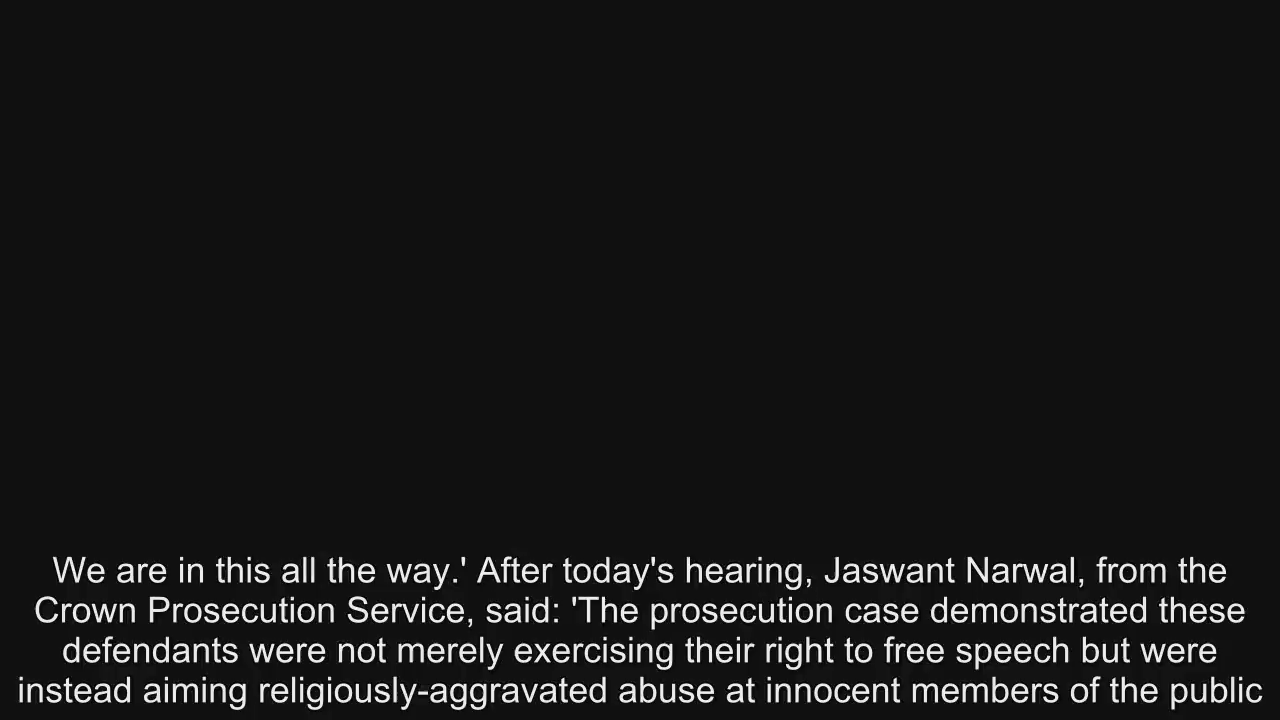 We are in this all the way.' After today's hearing, Jaswant Narwal, from the
Crown Prosecution Service, said: 'The prosecution case demonstrated these
defendants were not merely exercising their right to free speech but were
instead aiming religiously-aggravated abuse at innocent members of the public